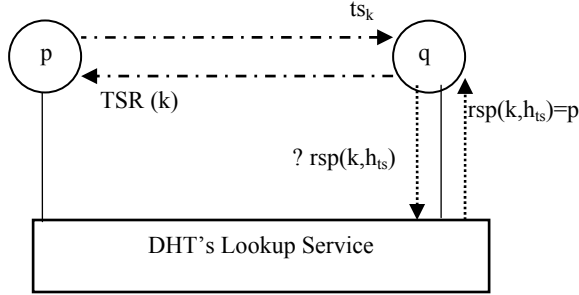 ts_k
p
q
TSR (k)
rsp(k,h_ts)=p
? rsp(k,h_ts)
DHT's Lookup Service